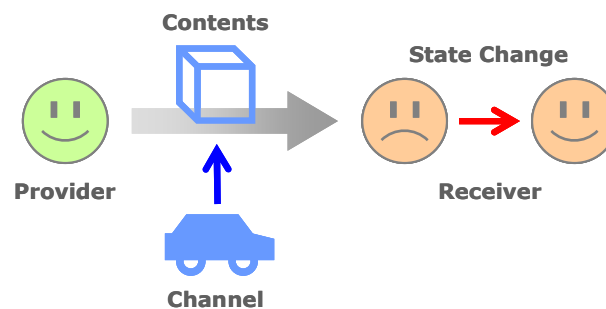 Contents
State Change
Provider
Receiver
Channel